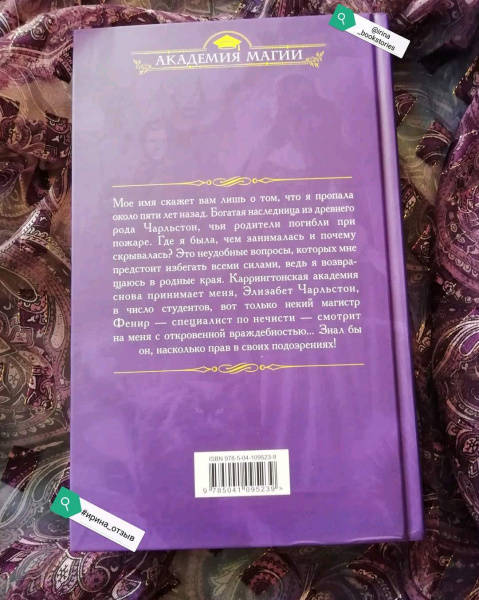 @irina
_bookstories
АКАДЕМИЯ МАГИИ
Мое имя скажет вам лишь о том, что я пропала
около пяти лет назад. Богатая наследница из древнего
рода Чарльстон, чьи родители погибли при
пожаре. Где я была, чем занималась и почему
скрывалась? Это неудобные вопросы, которых мне
предстоит избегать всеми силами, ведь я возвра-
щаюсь в родные края. Каррингтонская академия
снова принимает меня, Элизабет Чарльстон,
в число студентов, вот только некий магистр
Фенир — специалист по нечисти — смотрит
на меня с откровенной враждебностью... Знал бы
он, насколько прав в своих подозрениях!
ISBN 978-5-04-109523-9
9 785041 095239 >
#ирина_отзыв